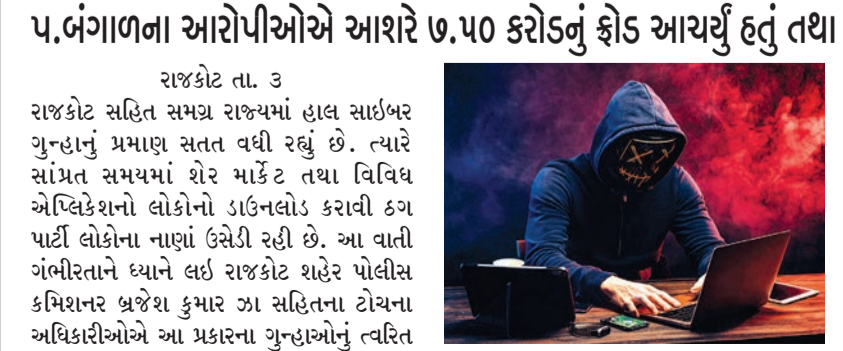 પ.બંગાળના આરોપીઓએ આશરે ૭.૫૦ કરોડનું ફ્રોડ આચર્યું હતું તથા
રાજકોટ તા. ૩
રાજકોટ સહિત સમગ્ર રાજ્યમાં હાલ સાઇબર
ગુન્હાનું પ્રમાણ સતત વધી રહ્યું છે. ત્યારે
સાંપ્રત સમયમાં શેર માર્કેટ તથા વિવિધ
એપ્લિકેશનો લોકોનો ડાઉનલોડ કરાવી ઠગ
પાર્ટી લોકોના નાણાં ઉસેડી રહી છે. આ વાતી
ગંભીરતાને ધ્યાને લઇ રાજકોટ શહેર પોલીસ
કમિશનર બ્રજેશ કુમાર ઝા સહિતના ટોચના
અધિકારીઓએ આ પ્રકારના ગુન્હાઓનું ત્વરિત